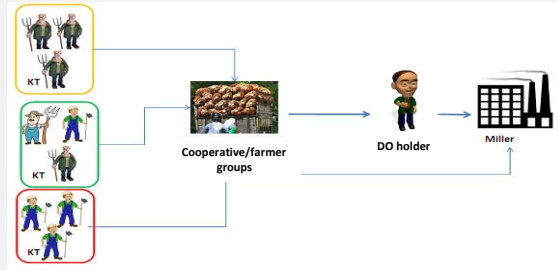 KT
KT
KT
Cooperative/farmer
groups
DO holder
Miller